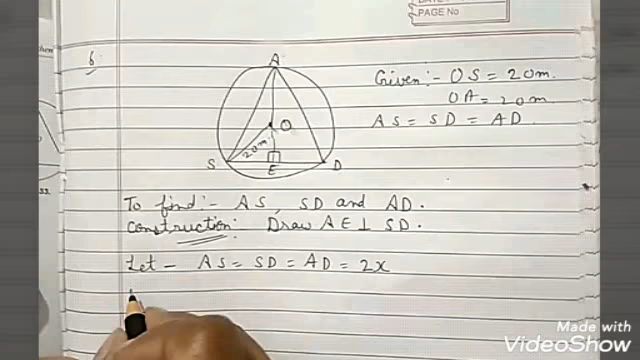 PAGE No
6
A
Given:- OS = 20m.
OA = 20m
AS = SD = AD.
O
20m.
S
E
D
To find:- AS, SD and AD.
Construction: Draw AE ⊥ SD.
Let - AS = SD = AD = 2x
Made with
VideoShow